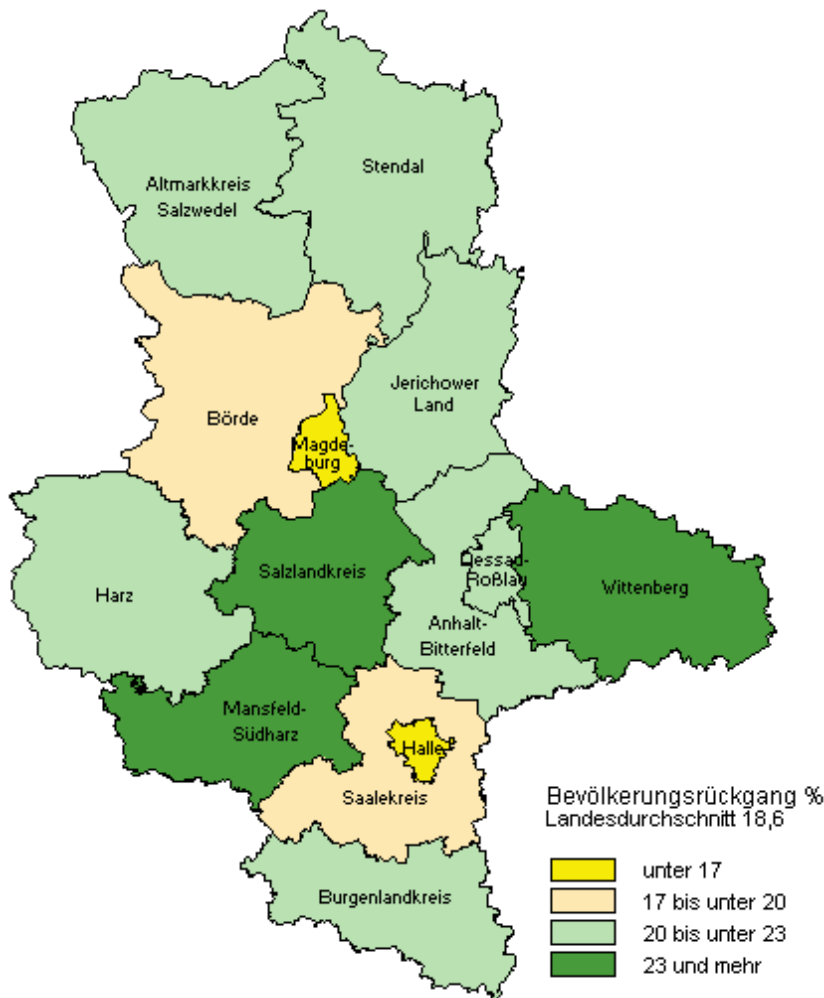 Stendal
Altmarkkreis
Salzwedel
Jerichower
Land
Börde
Magde-
burg
Salzlandkreis
Dessau-
Roßlau
Wittenberg
Harz
Anhalt-
Bitterfeld
Mansfeld-
Südharz
Halle
Saalekreis
Burgenlandkreis
Bevölkerungsrückgang %
Landesdurchschnitt 18,6
unter 17
17 bis unter 20
20 bis unter 23
23 und mehr